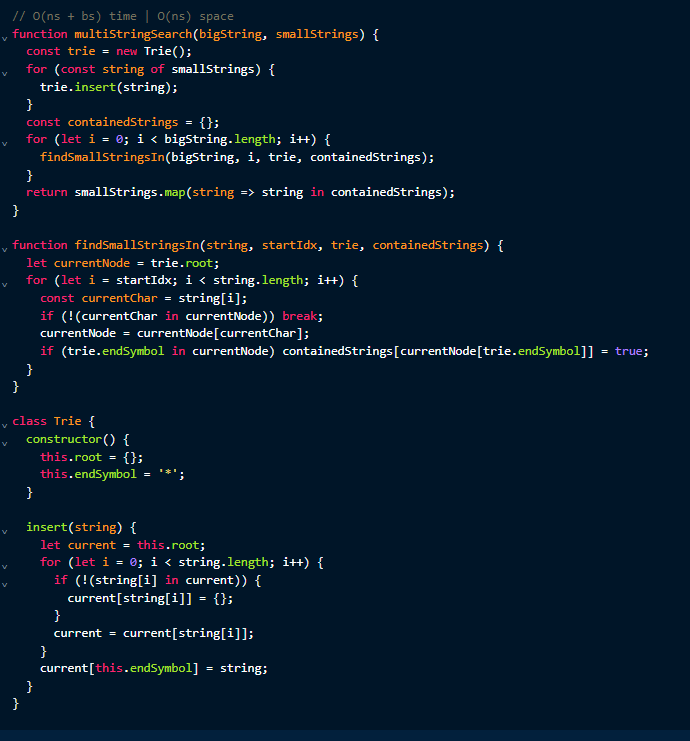 // O(ns + bs) time | O(ns) space
function multiStringSearch(bigString, smallStrings) {
  const trie = new Trie();
  for (const string of smallStrings) {
    trie.insert(string);
  }
  const containedStrings = {};
  for (let i = 0; i < bigString.length; i++) {
    findSmallStringsIn(bigString, i, trie, containedStrings);
  }
  return smallStrings.map(string => string in containedStrings);
}

function findSmallStringsIn(string, startIdx, trie, containedStrings) {
  let currentNode = trie.root;
  for (let i = startIdx; i < string.length; i++) {
    const currentChar = string[i];
    if (!(currentChar in currentNode)) break;
    currentNode = currentNode[currentChar];
    if (trie.endSymbol in currentNode) containedStrings[currentNode[trie.endSymbol]] = true;
  }
}

class Trie {
  constructor() {
    this.root = {};
    this.endSymbol = '*';
  }

  insert(string) {
    let current = this.root;
    for (let i = 0; i < string.length; i++) {
      if (!(string[i] in current)) {
        current[string[i]] = {};
      }
      current = current[string[i]];
    }
    current[this.endSymbol] = string;
  }
}